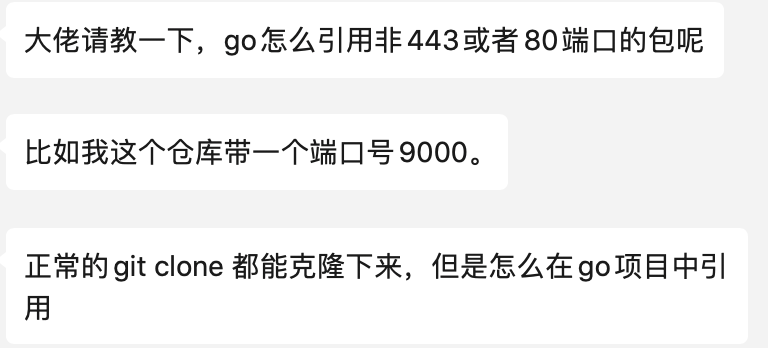 大佬请教一下，go怎么引用非443或者80端口的包呢
比如我这个仓库带一个端口号9000。
正常的git clone 都能克隆下来，但是怎么在go项目中引
用